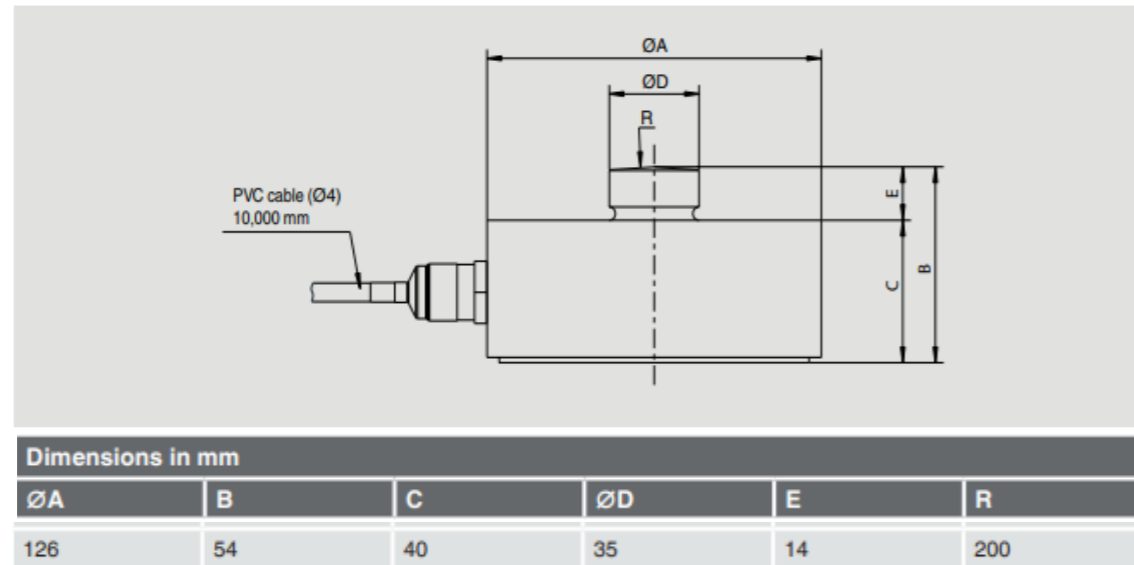 ØA
ØD
R
PVC cable (Ø4)
10,000 mm
E
B
C
Dimensions in mm
ØA B C ØD E R
126 54 40 35 14 200